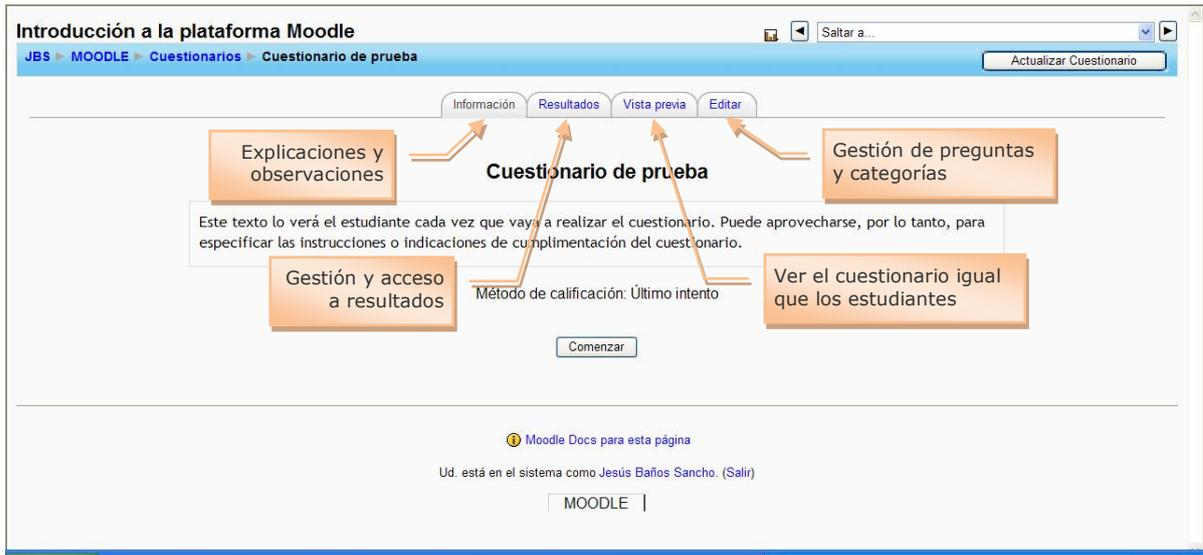 Introducción a la plataforma Moodle
Saltar a...
JBS ► MOODLE ► Cuestionarios ► Cuestionario de prueba
Actualizar Cuestionario
Información Resultados Vista previa Editar
Explicaciones y
observaciones
Gestión de preguntas
y categorías
Cuestionario de prueba
Este texto lo verá el estudiante cada vez que vaya a realizar el cuestionario. Puede aprovecharse, por lo tanto, para
especificar las instrucciones o indicaciones de cumplimentación del cuestionario.
Gestión y acceso
a resultados
Ver el cuestionario igual
que los estudiantes
Método de calificación: Último intento
Comenzar
Moodle Docs para esta página
Ud. está en el sistema como Jesús Baños Sancho. (Salir)
MOODLE